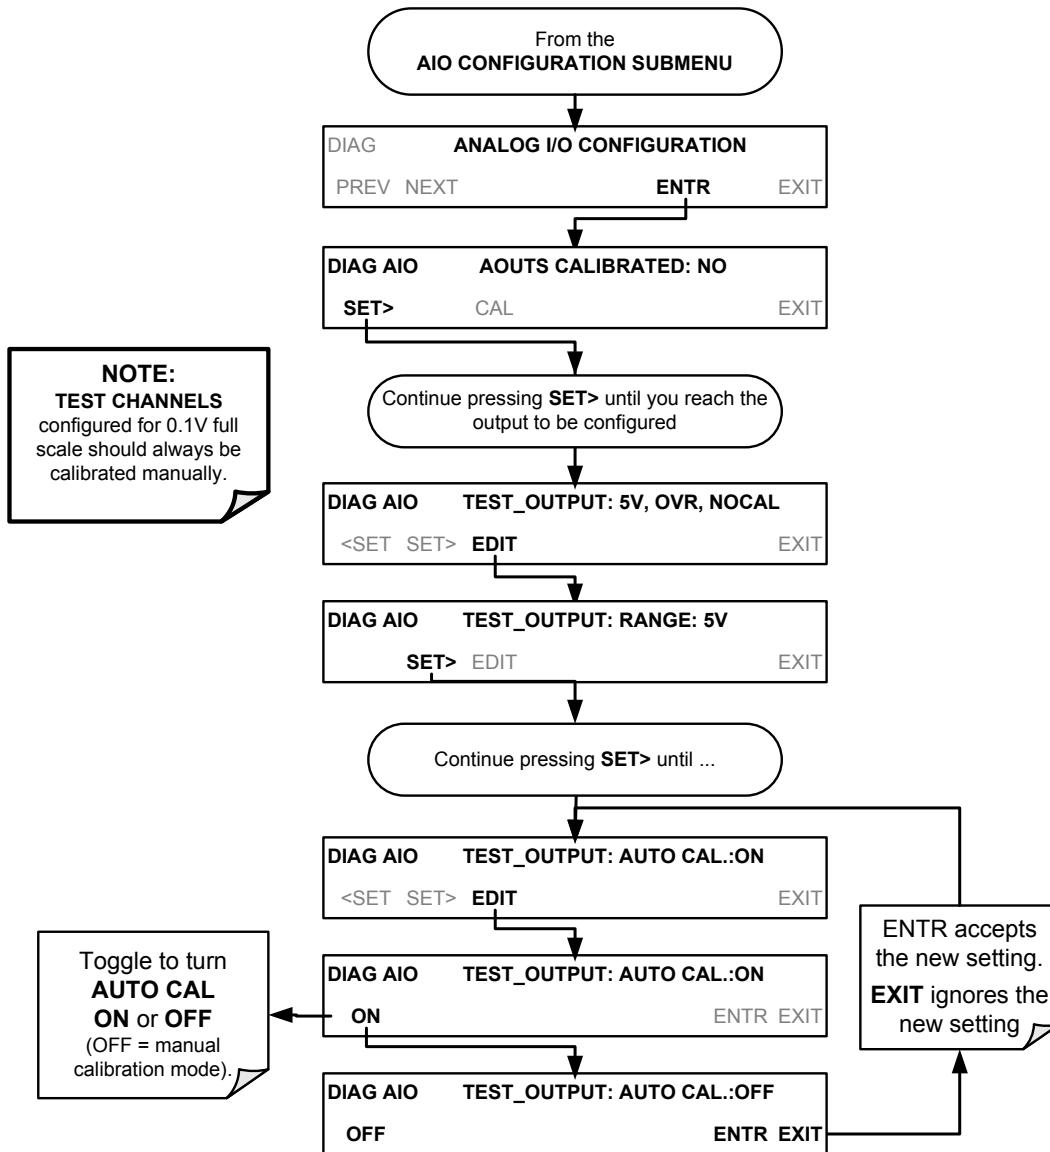 From the
AIO CONFIGURATION SUBMENU
DIAG ANALOG I/O CONFIGURATION
PREV NEXT ENTR EXIT
DIAG AIO AOUTS CALIBRATED: NO
SET> CAL EXIT
NOTE:
TEST CHANNELS
configured for 0.1V full
scale should always be
calibrated manually.
Continue pressing SET> until you reach the
output to be configured
DIAG AIO TEST_OUTPUT: 5V, OVR, NOCAL
<SET SET> EDIT EXIT
DIAG AIO TEST_OUTPUT: RANGE: 5V
SET> EDIT EXIT
Continue pressing SET> until ...
DIAG AIO TEST_OUTPUT: AUTO CAL.:ON
<SET SET> EDIT EXIT
Toggle to turn
AUTO CAL
ON or OFF
(OFF = manual
calibration mode).
DIAG AIO TEST_OUTPUT: AUTO CAL.:ON
ON ENTR EXIT
ENTR accepts
the new setting.
EXIT ignores the
new setting
DIAG AIO TEST_OUTPUT: AUTO CAL.:OFF
OFF ENTR EXIT